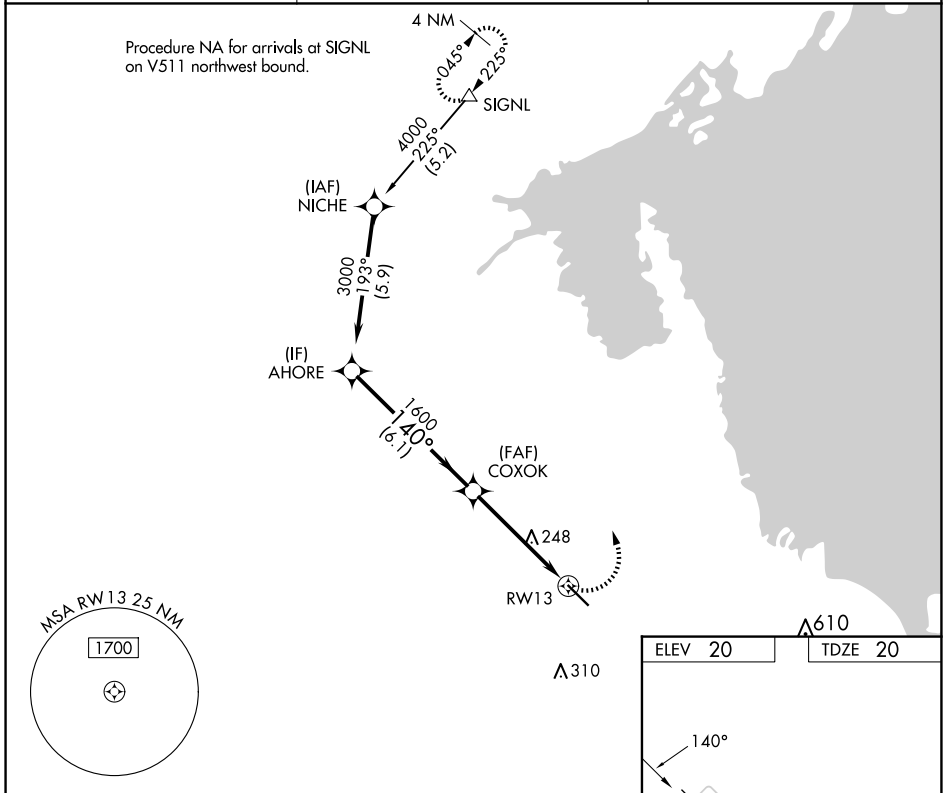 Procedure NA for arrivals at SIGNL
on V511 northwest bound.
4 NM
045°
225°
SIGNL
4000
225°
(5.2)
(IAF)
NICHE
3000
193°
(5.9)
(IF)
AHORE
1600
140°
(6.1)
(FAF)
COXOK
248
RW13
MSA RW13 25 NM
1700
310
610
ELEV 20
TDZE 20
140°